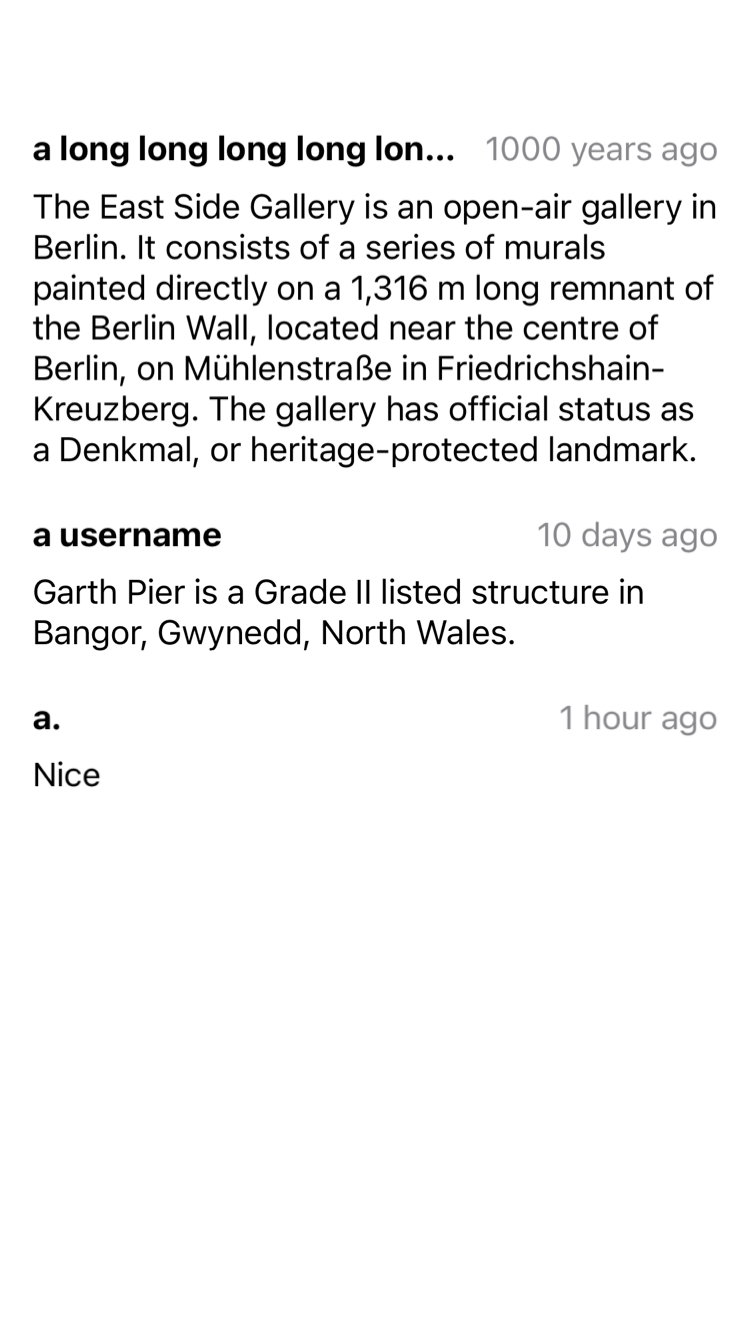 a long long long long lon...
1000 years ago
The East Side Gallery is an open-air gallery in
Berlin. It consists of a series of murals
painted directly on a 1,316 m long remnant of
the Berlin Wall, located near the centre of
Berlin, on Mühlenstraße in Friedrichshain-
Kreuzberg. The gallery has official status as
a Denkmal, or heritage-protected landmark.
a username
10 days ago
Garth Pier is a Grade II listed structure in
Bangor, Gwynedd, North Wales.
a.
1 hour ago
Nice